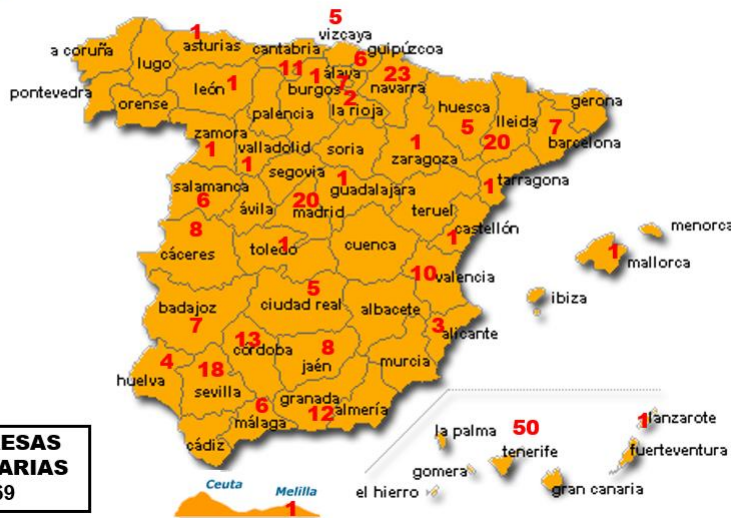 5
vizcaya
1
asturias
cantabria
guipúzcoa
6
a coruña
lugo
11
1
álava
7
23
navarra
león
1
burgos
2
la rioja
pontevedra
orense
palencia
huesca
5
lleida
20
gerona
7
barcelona
zamora
1
valladolid
1
soria
1
zaragoza
segovia
1
guadalajara
1
tarragona
salamanca
6
ávila
20
madrid
teruel
castellón
1
menorca
1
mallorca
8
cáceres
toledo
1
cuenca
10
valencia
ibiza
badajoz
7
5
ciudad real
albacete
3
alicante
13
córdoba
8
jaén
murcia
4
huelva
18
sevilla
granada
12
almería
6
málaga
cádiz
la palma
50
tenerife
1
lanzarote
fuerteventura
gomera
el hierro
gran canaria
Ceuta
Melilla
1